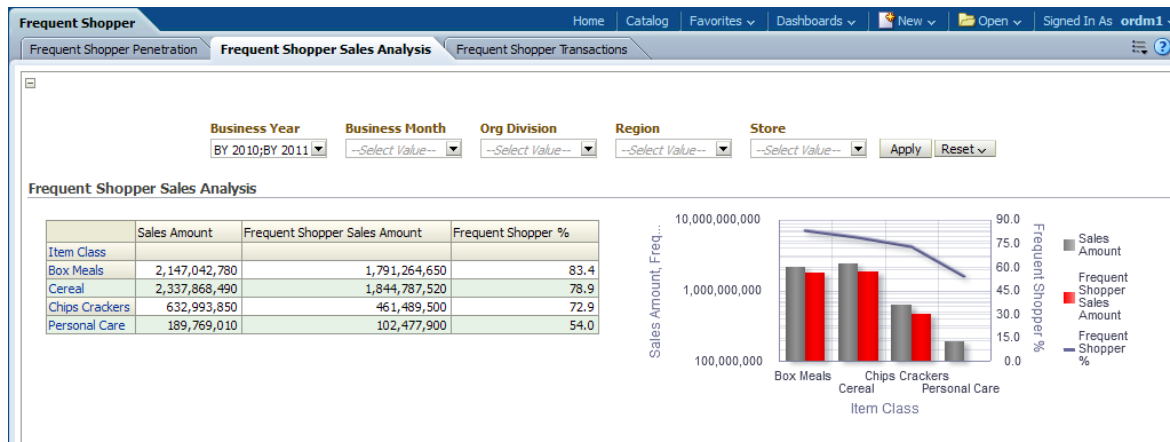 Frequent Shopper
Home Catalog Favorites Dashboards New Open Signed In As ordm1
Frequent Shopper Penetration Frequent Shopper Sales Analysis Frequent Shopper Transactions
Business Year Business Month Org Division Region Store
BY 2010;BY 2011 --Select Value-- --Select Value-- --Select Value-- --Select Value-- Apply Reset
Frequent Shopper Sales Analysis
Sales Amount Frequent Shopper Sales Amount Frequent Shopper %
Item Class
Box Meals 2,147,042,780 1,791,264,650 83.4
Cereal 2,337,868,490 1,844,787,520 78.9
Chips Crackers 632,993,850 461,489,500 72.9
Personal Care 189,769,010 102,477,900 54.0
Sales Amount, Freq...
10,000,000,000
1,000,000,000
100,000,000
90.0
75.0
60.0
45.0
30.0
15.0
0.0
Frequent Shopper %
Box Meals Chips Crackers
Cereal Personal Care
Item Class
Sales
Amount
Frequent
Shopper
Sales
Amount
Frequent
Shopper
%